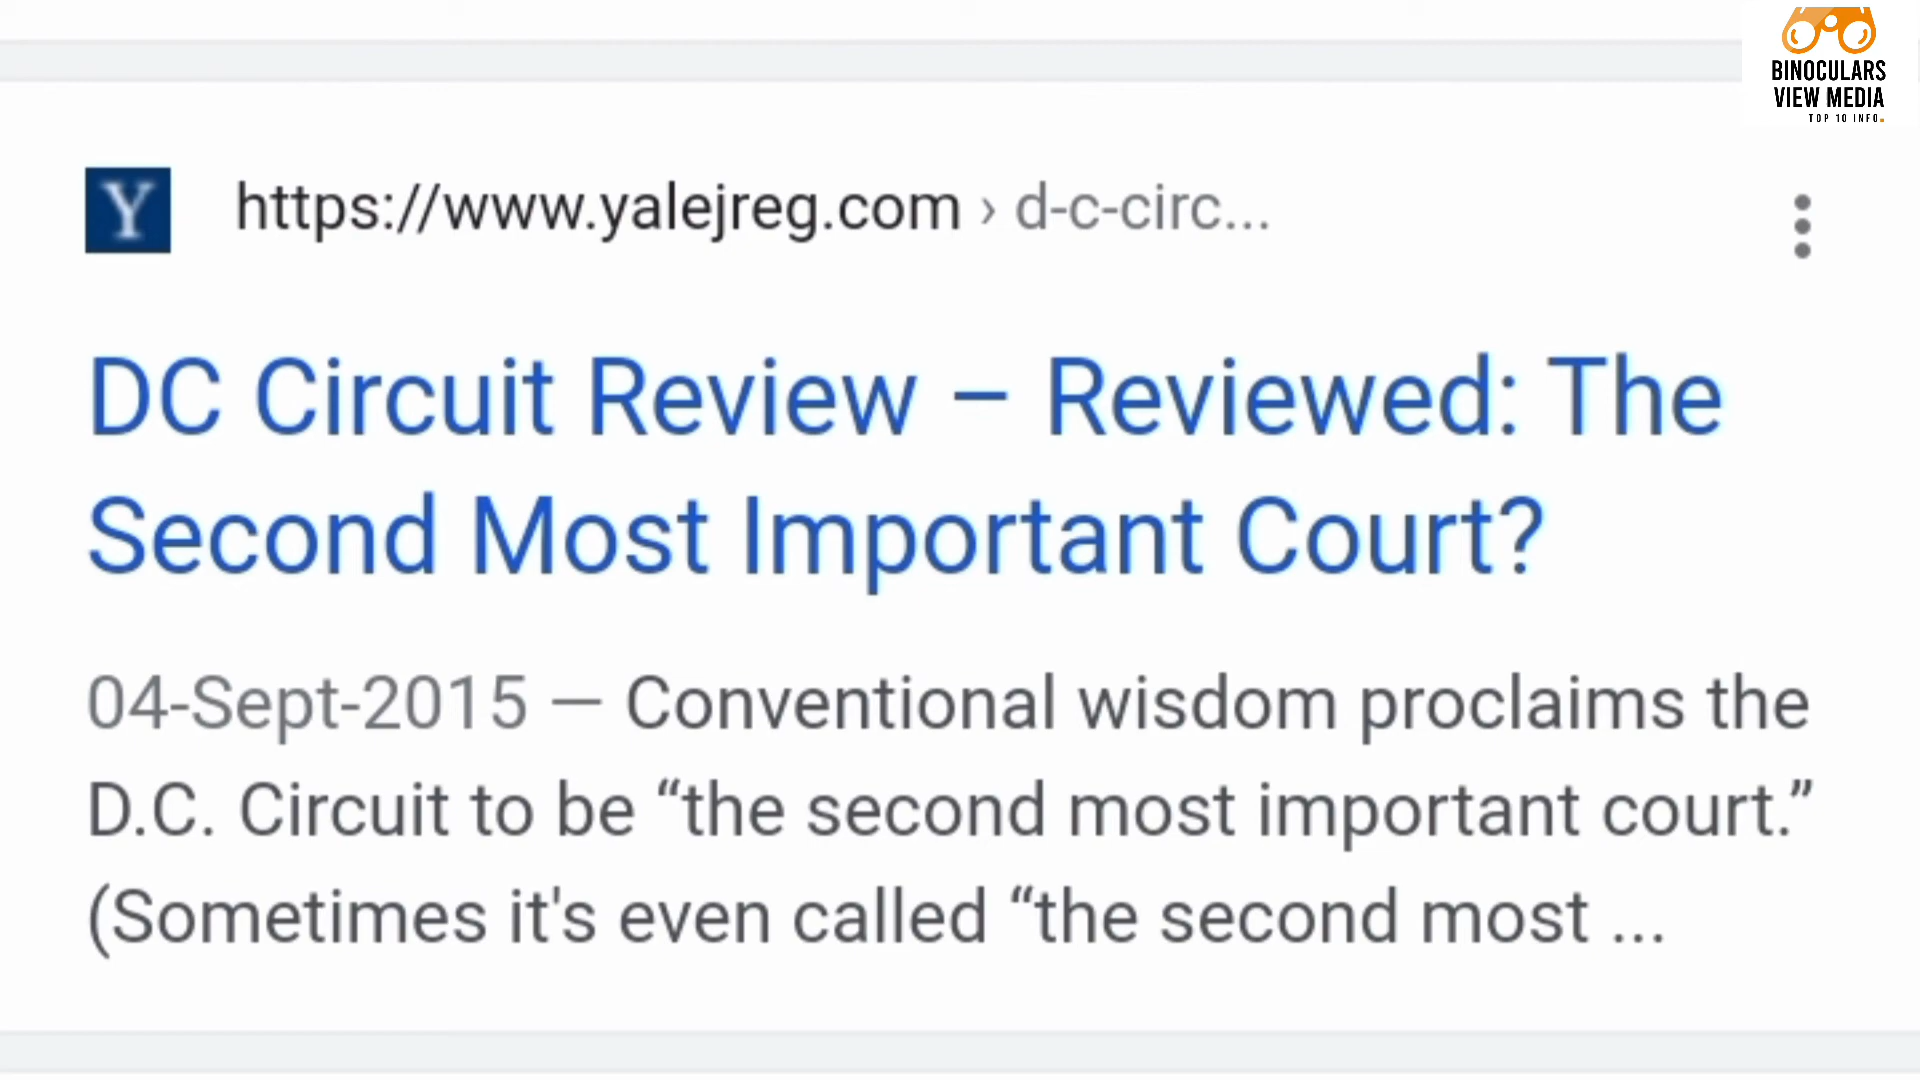 BINOCULARS
VIEW MEDIA
TOP 10 INFO.
Y
https://www.yalejreg.com › d-c-circ...
DC Circuit Review – Reviewed: The
Second Most Important Court?
04-Sept-2015 — Conventional wisdom proclaims the
D.C. Circuit to be “the second most important court.”
(Sometimes it's even called “the second most ...